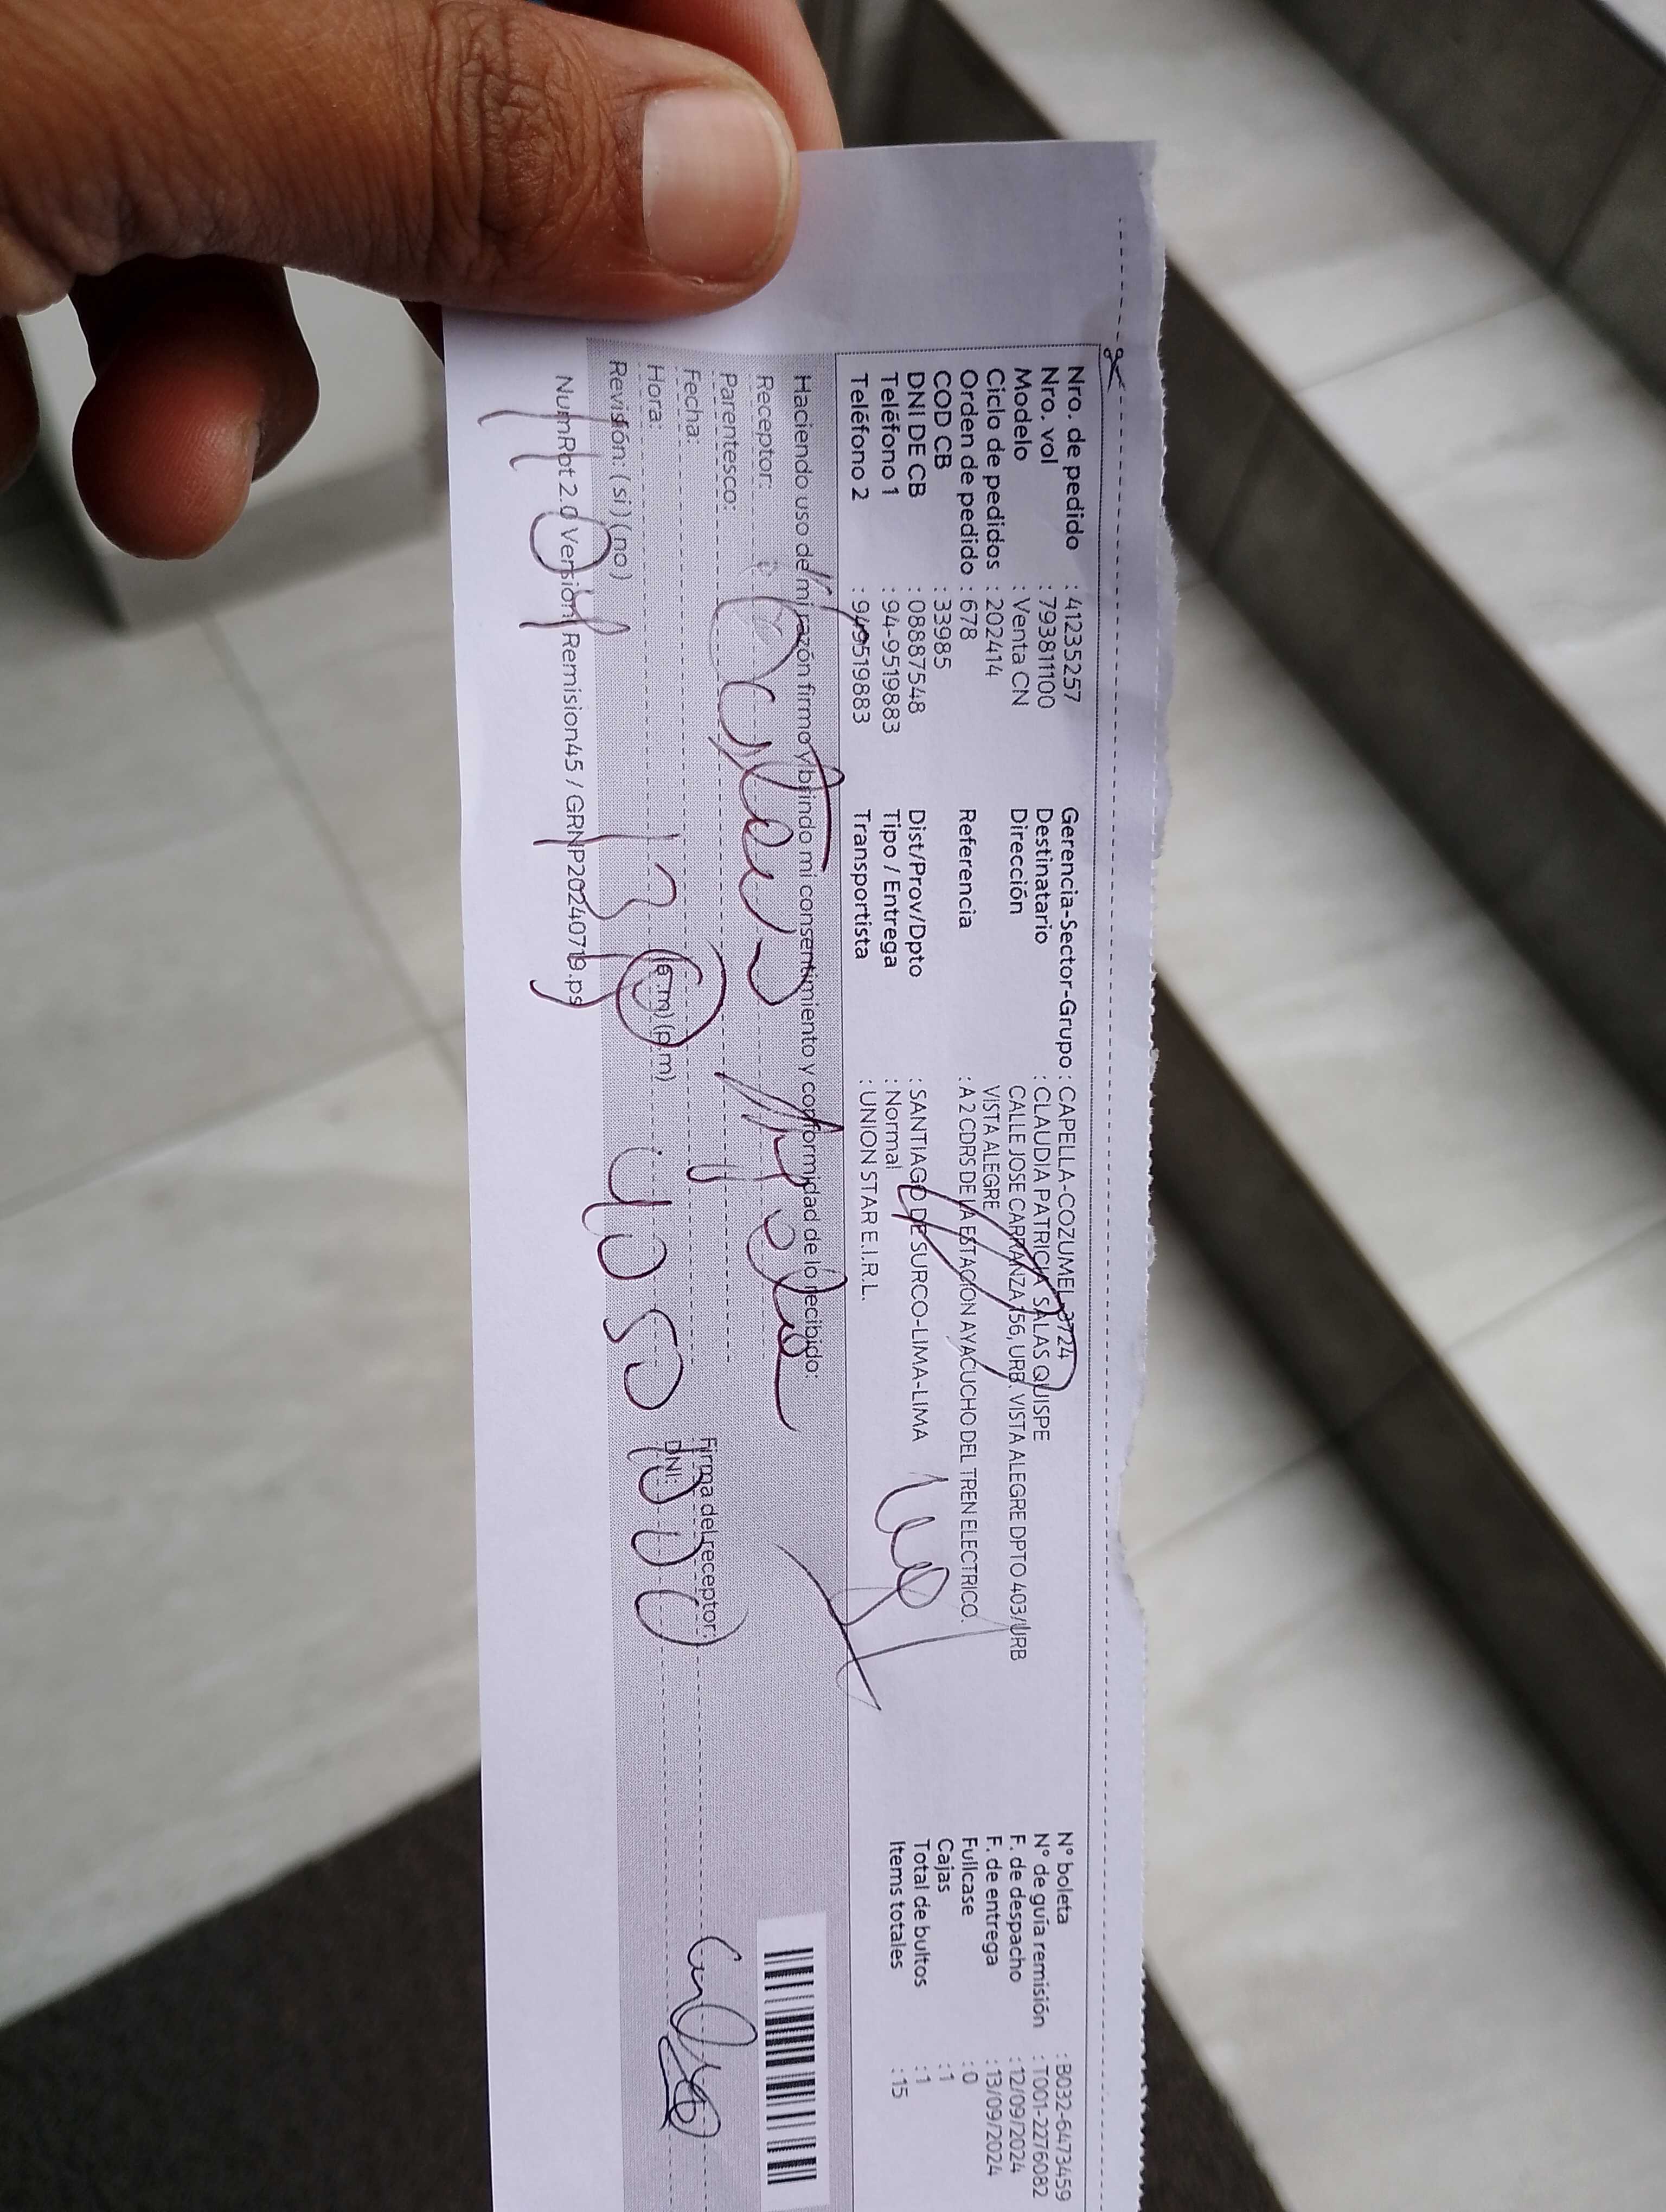 Nro. de pedido : 41235257
Nro. vol : 793811100
Modelo : Venta CN
Ciclo de pedidos : 202414
Orden de pedido : 678
COD CB : 33985
DNI DE CB : 08887548
Teléfono 1 : 94-9519883
Teléfono 2 : 949519883
Gerencia-Sector-Grupo : CAPELLA-COZUMEL-3724
Destinatario : CLAUDIA PATRICIA SALAS QUISPE
Dirección CALLE JOSE CARRANZA 156, URB. VISTA ALEGRE DPTO 403/URB
VISTA ALEGRE
Referencia : A 2 CDRS DE LA ESTACION AYACUCHO DEL TREN ELECTRICO.
Dist/Prov/Dpto : SANTIAGO DE SURCO-LIMA-LIMA
Tipo / Entrega : Normal
Transportista : UNION STAR E.I.R.L.
N° boleta : B032-6473459
N° de guía remisión : T001-2276082
F. de despacho : 12/09/2024
F. de entrega : 13/09/2024
Fullcase : 0
Cajas : 1
Total de bultos : 1
Items totales : 15
Haciendo uso de mi razón firmo y brindo mi consentimiento y conformidad de lo recibido:
Receptor:
Parentesco:
Fecha:
Firma del receptor:
Hora: (a.m) (p.m)
DNI:
Revisión: (si) (no)
NumRpt 2.0 Version Remision45 / GRNP20240719.ps